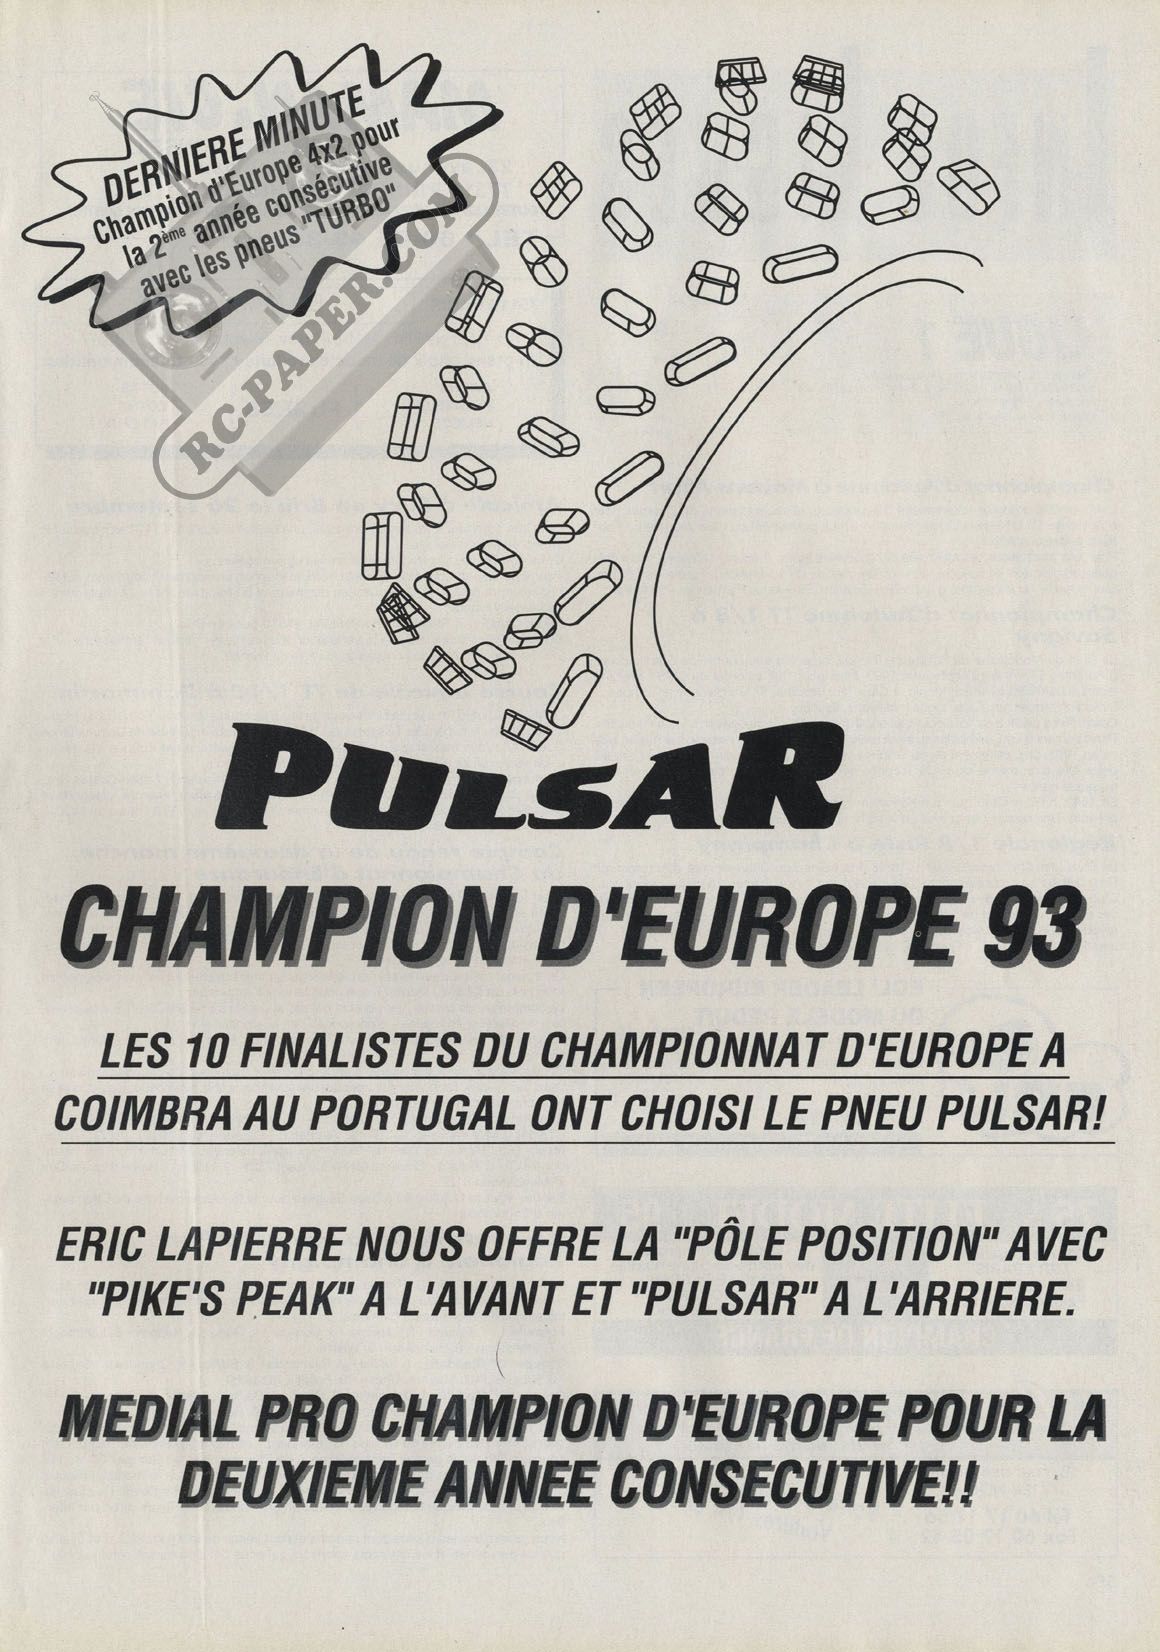 DERNIERE MINUTE
Champion d'Europe 4x2 pour
la 2ème année consécutive
avec les pneus "TURBO"
RC-PAPER.COM
PULSAR
CHAMPION D'EUROPE 93
LES 10 FINALISTES DU CHAMPIONNAT D'EUROPE A
COIMBRA AU PORTUGAL ONT CHOISI LE PNEU PULSAR!
ERIC LAPIERRE NOUS OFFRE LA "PÔLE POSITION" AVEC
"PIKE'S PEAK" A L'AVANT ET "PULSAR" A L'ARRIERE.
MEDIAL PRO CHAMPION D'EUROPE POUR LA
DEUXIEME ANNEE CONSECUTIVE!!